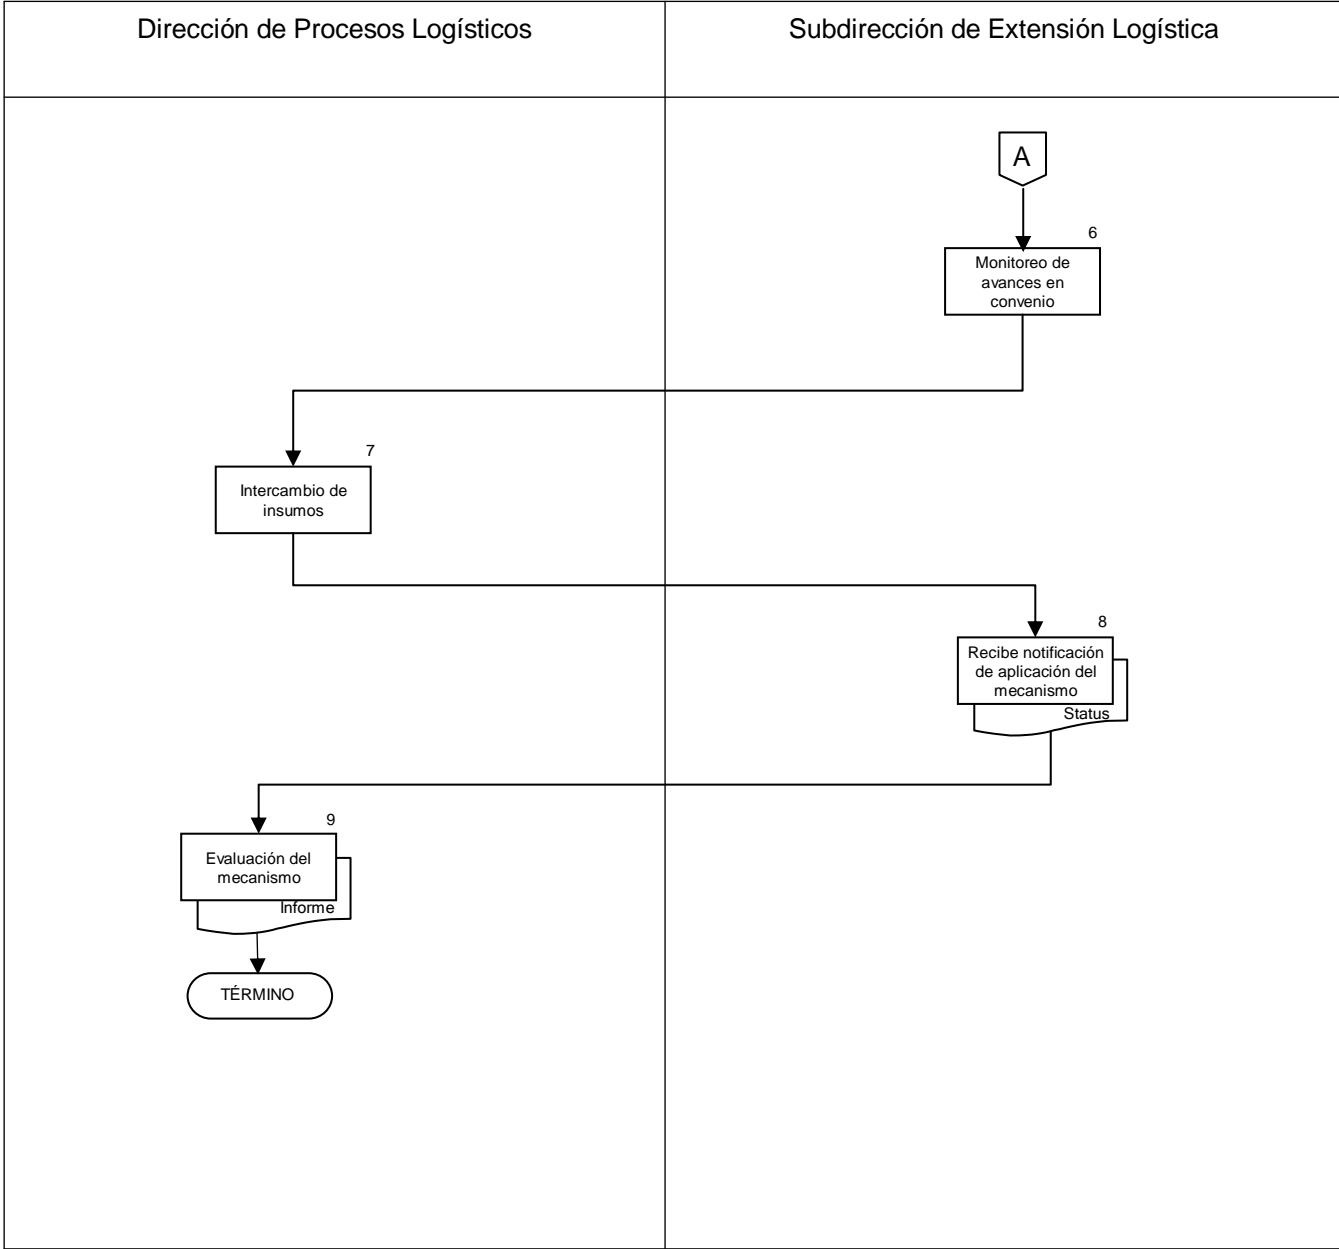 Dirección de Procesos Logísticos
Subdirección de Extensión Logística
A
6
Monitoreo de
avances en
convenio
7
Intercambio de
insumos
8
Recibe notificación
de aplicación del
mecanismo
Status
9
Evaluación del
mecanismo
Informe
TÉRMINO